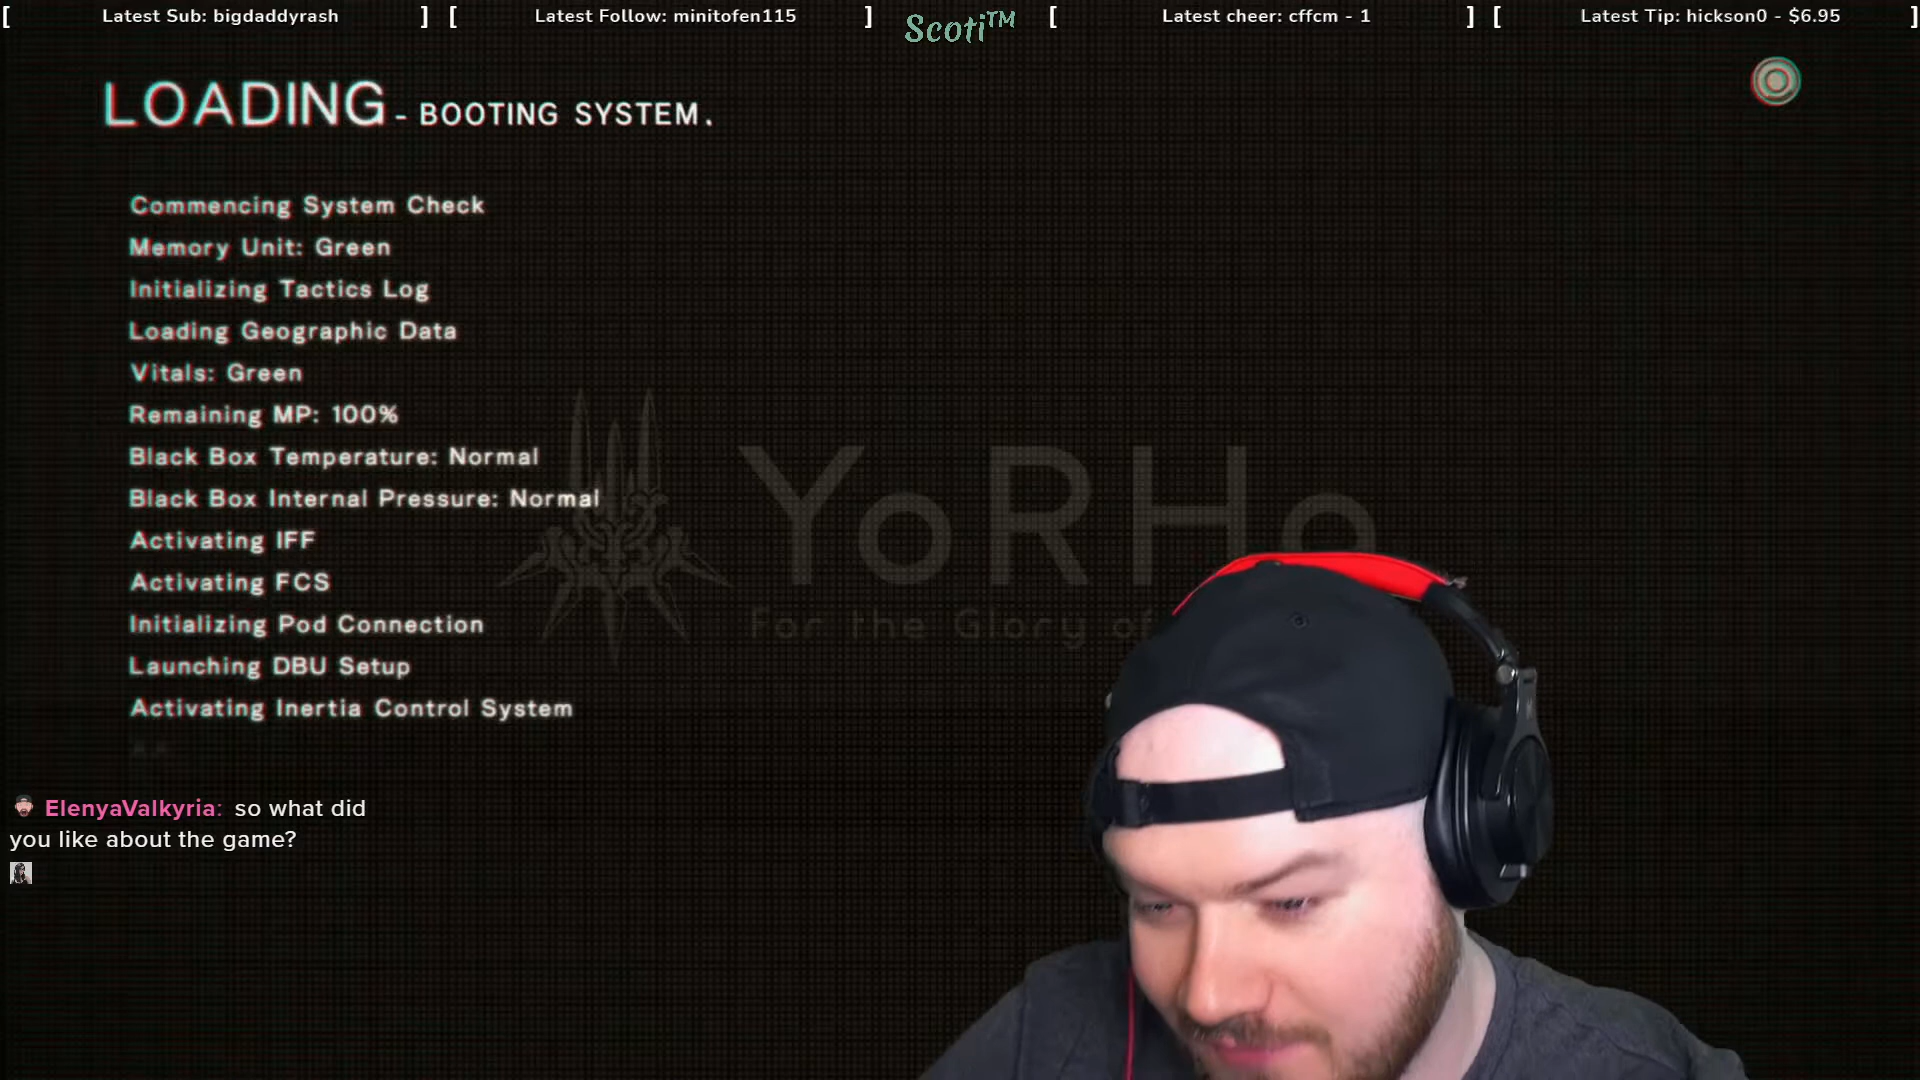 [ Latest Sub: bigdaddyrash ] [ Latest Follow: minitofen115 ] Scoti™ [ Latest cheer: cffcm - 1 ] [ Latest Tip: hickson0 - $6.95 ]
LOADING - BOOTING SYSTEM.
Commencing System Check
Memory Unit: Green
Initializing Tactics Log
Loading Geographic Data
Vitals: Green
Remaining MP: 100%
Black Box Temperature: Normal
Black Box Internal Pressure: Normal
Activating IFF
Activating FCS
Initializing Pod Connection
Launching DBU Setup
Activating Inertia Control System
YoRHa
For the Glory of
ElenyaValkyria: so what did
you like about the game?